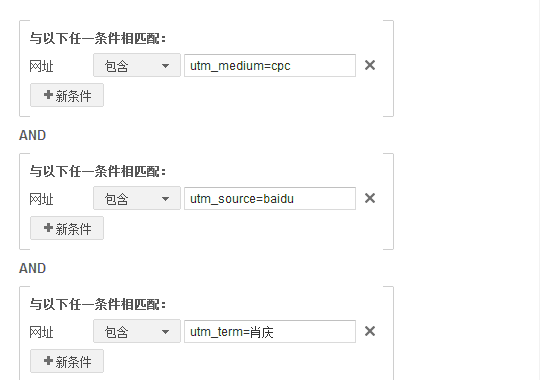 与以下任一条件相匹配：
网址 包含 utm_medium=cpc
新条件
AND
与以下任一条件相匹配：
网址 包含 utm_source=baidu
新条件
AND
与以下任一条件相匹配：
网址 包含 utm_term=肖庆
新条件